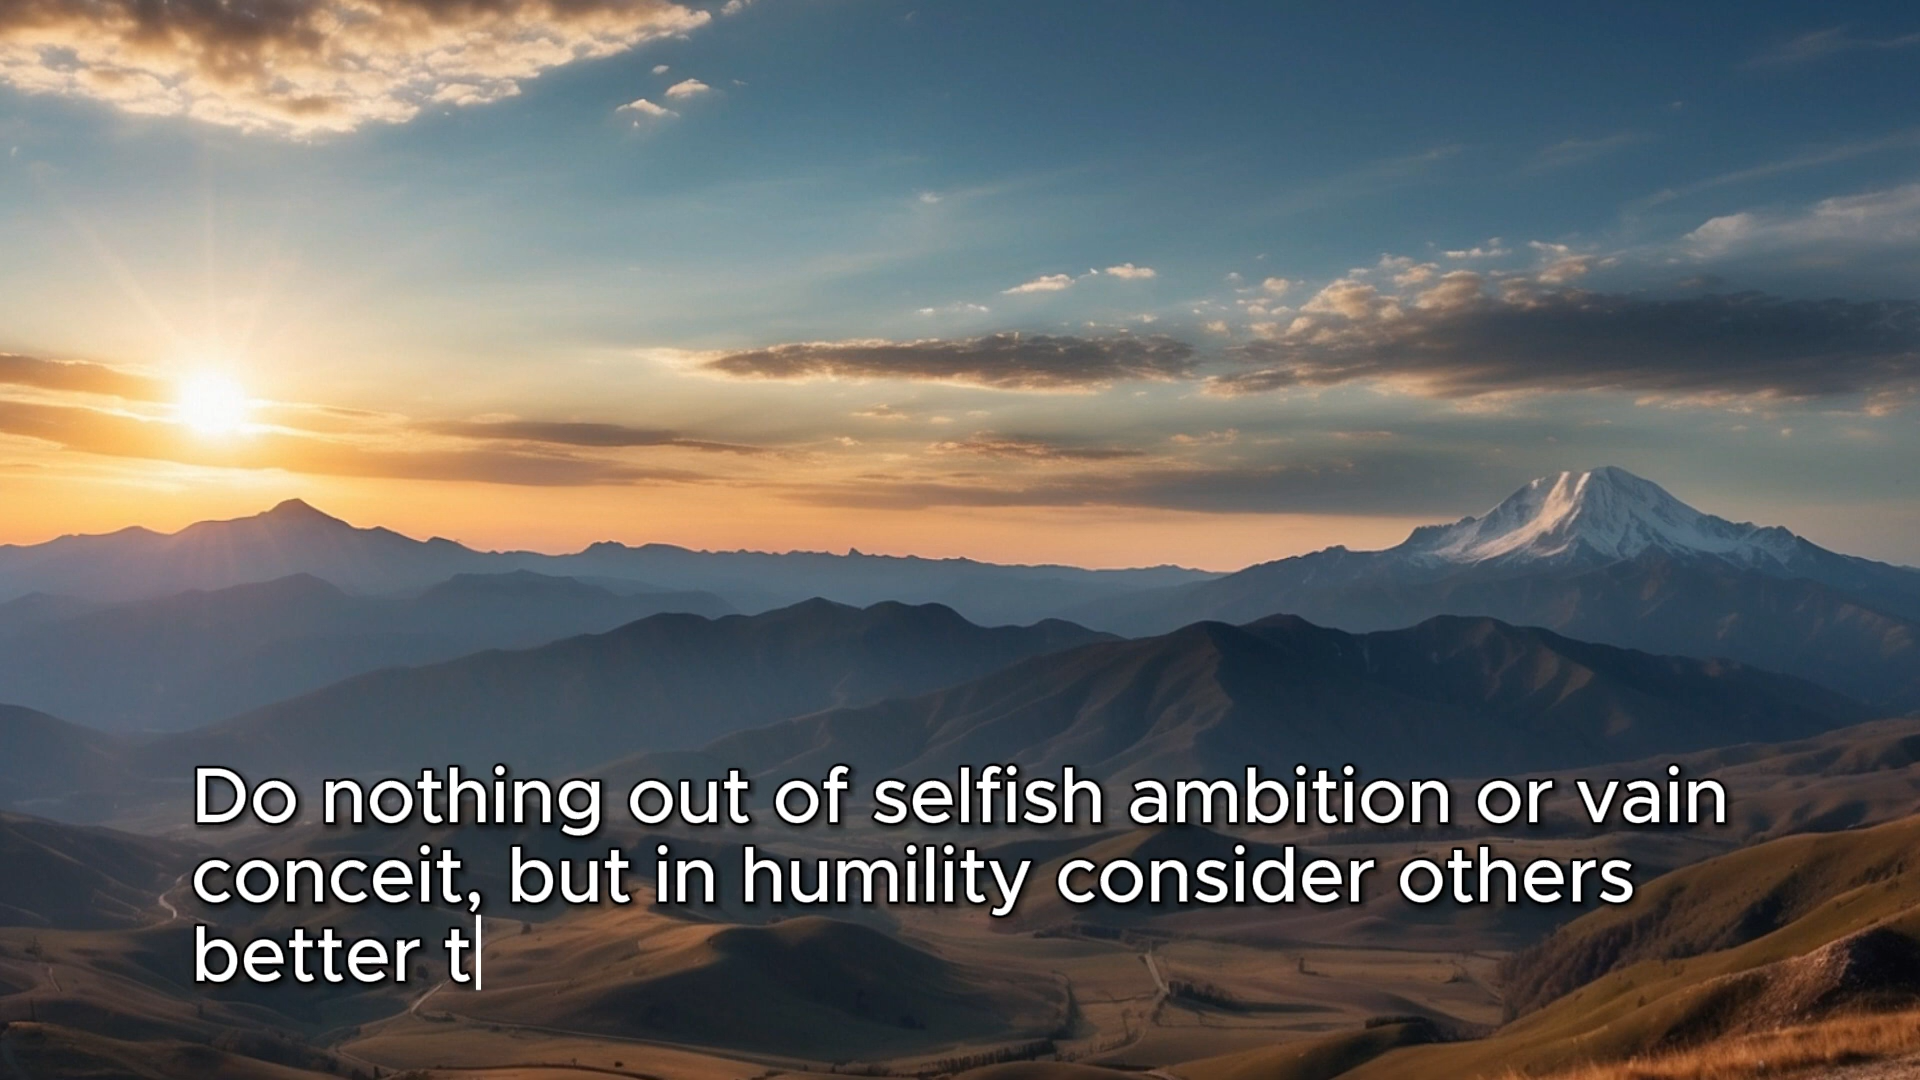 Do nothing out of selfish ambition or vain
conceit, but in humility consider others
better t